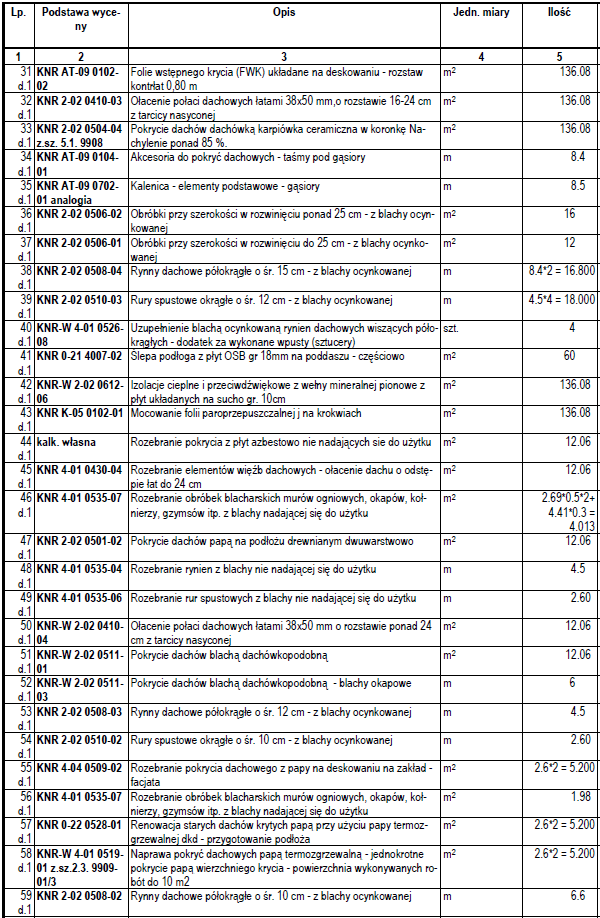 Lp. Podstawa wyce- Opis Jedn. miary Ilość
ny
1 2 3 4 5
31 KNR AT-09 0102- Folie wstępnego krycia (FWK) układane na deskowaniu - rozstaw m2 136.08
d.1 02 kontrłat 0,80 m
32 KNR 2-02 0410-03 Ołacenie połaci dachowych łatami 38x50 mm,o rozstawie 16-24 cm m2 136.08
d.1 z tarcicy nasyconej
33 KNR 2-02 0504-04 Pokrycie dachów dachówką karpiówka ceramiczna w koronkę Na- m2 136.08
d.1 z.sz. 5.1. 9908 chylenie ponad 85 %.
34 KNR AT-09 0104- Akcesoria do pokryć dachowych - taśmy pod gąsiory m 8.4
d.1 01
35 KNR AT-09 0702- Kalenica - elementy podstawowe - gąsiory m 8.5
d.1 01 analogia
36 KNR 2-02 0506-02 Obróbki przy szerokości w rozwinięciu ponad 25 cm - z blachy ocyn- m2 16
d.1 kowanej
37 KNR 2-02 0506-01 Obróbki przy szerokości w rozwinięciu do 25 cm - z blachy ocynko- m2 12
d.1 wanej
38 KNR 2-02 0508-04 Rynny dachowe półokrągłe o śr. 15 cm - z blachy ocynkowanej m 8.4*2 = 16.800
d.1
39 KNR 2-02 0510-03 Rury spustowe okrągłe o śr. 12 cm - z blachy ocynkowanej m 4.5*4 = 18.000
d.1
40 KNR-W 4-01 0526- Uzupełnienie blachą ocynkowaną rynien dachowych wiszących póło- szt. 4
d.1 08 krągłych - dodatek za wykonane wpusty (sztucery)
41 KNR 0-21 4007-02 Ślepa podłoga z płyt OSB gr 18mm na poddaszu - częściowo m2 60
d.1
42 KNR-W 2-02 0612- Izolacje cieplne i przeciwdźwiękowe z wełny mineralnej pionowe z m2 136.08
d.1 06 płyt układanych na sucho gr. 10cm
43 KNR K-05 0102-01 Mocowanie folii paroprzepuszczalnej j na krokwiach m2 136.08
d.1
44 kalk. własna Rozebranie pokrycia z płyt azbestowo nie nadających sie do użytku m2 12.06
d.1
45 KNR 4-01 0430-04 Rozebranie elementów więźb dachowych - ołacenie dachu o odstę- m2 12.06
d.1 pie łat do 24 cm
46 KNR 4-01 0535-07 Rozebranie obróbek blacharskich murów ogniowych, okapów, koł- m2 2.69*0.5*2+
d.1 nierzy, gzymsów itp. z blachy nadającej się do użytku 4.41*0.3 =
4.013
47 KNR 2-02 0501-02 Pokrycie dachów papą na podłożu drewnianym dwuwarstwowo m2 12.06
d.1
48 KNR 4-01 0535-04 Rozebranie rynien z blachy nie nadającej się do użytku m 4.5
d.1
49 KNR 4-01 0535-06 Rozebranie rur spustowych z blachy nie nadającej się do użytku m 2.60
d.1
50 KNR-W 2-02 0410- Ołacenie połaci dachowych łatami 38x50 mm o rozstawie ponad 24 m2 12.06
d.1 04 cm z tarcicy nasyconej
51 KNR-W 2-02 0511- Pokrycie dachów blachą dachówkopodobną m2 12.06
d.1 01
52 KNR-W 2-02 0511- Pokrycie dachów blachą dachówkopodobną - blachy okapowe m 6
d.1 03
53 KNR 2-02 0508-03 Rynny dachowe półokrągłe o śr. 12 cm - z blachy ocynkowanej m 4.5
d.1
54 KNR 2-02 0510-02 Rury spustowe okrągłe o śr. 10 cm - z blachy ocynkowanej m 2.60
d.1
55 KNR 4-04 0509-02 Rozebranie pokrycia dachowego z papy na deskowaniu na zakład - m2 2.6*2 = 5.200
d.1 facjata
56 KNR 4-01 0535-07 Rozebranie obróbek blacharskich murów ogniowych, okapów, koł- m2 1.98
d.1 nierzy, gzymsów itp. z blachy nadającej się do użytku
57 KNR 0-22 0528-01 Renowacja starych dachów krytych papą przy użyciu papy termoz- m2 2.6*2 = 5.200
d.1 grzewalnej dkd - przygotowanie podłoża
58 KNR-W 4-01 0519- Naprawa pokryć dachowych papą termozgrzewalną - jednokrotne m2 2.6*2 = 5.200
d.1 01 z.sz.2.3. 9909- pokrycie papą wierzchniego krycia - powierzchnia wykonywanych ro-
01/3 bót do 10 m2
59 KNR 2-02 0508-02 Rynny dachowe półokrągłe o śr. 10 cm - z blachy ocynkowanej m 6.6
d.1